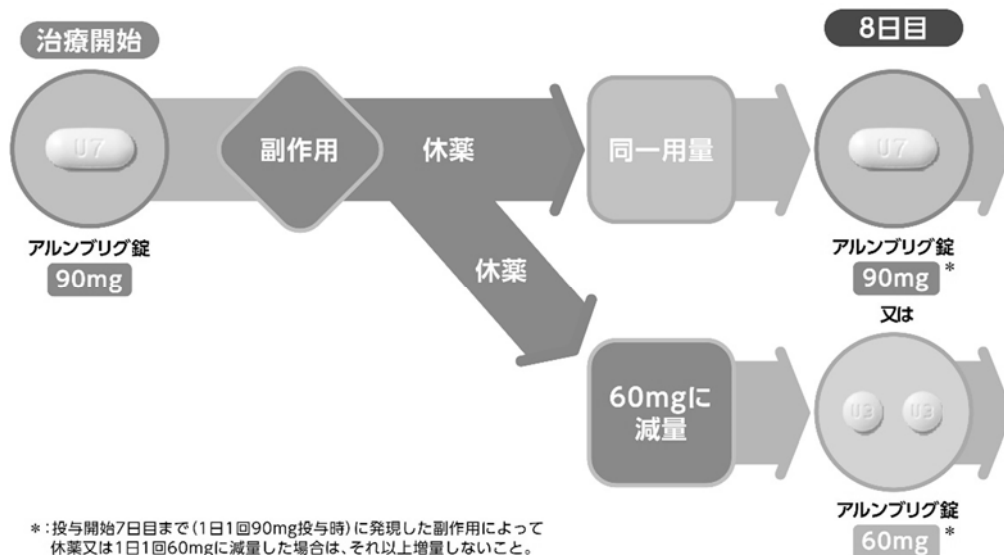 治療開始
8日目
U7
副作用
休薬
同一用量
U7
アルンブリグ錠
90mg
休薬
アルンブリグ錠
90mg*
又は
60mgに
減量
U3 U3
アルンブリグ錠
60mg*
*:投与開始7日目まで(1日1回90mg投与時)に発現した副作用によって
休薬又は1日1回60mgに減量した場合は、それ以上増量しないこと。